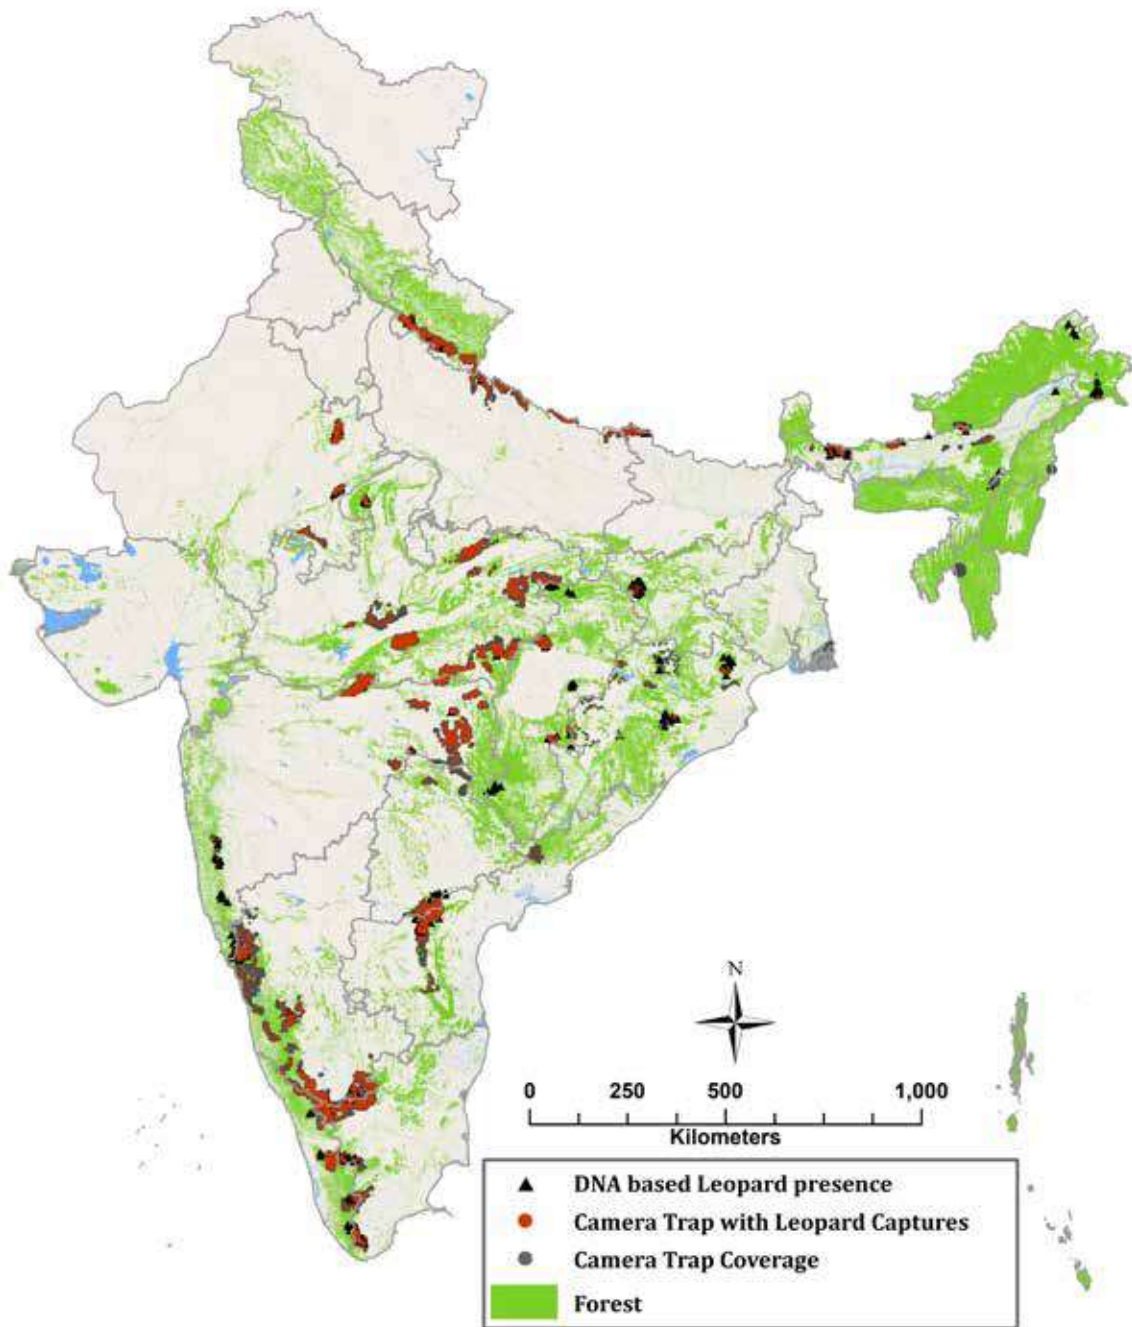 N
0 250 500 1,000
Kilometers
DNA based Leopard presence
Camera Trap with Leopard Captures
Camera Trap Coverage
Forest